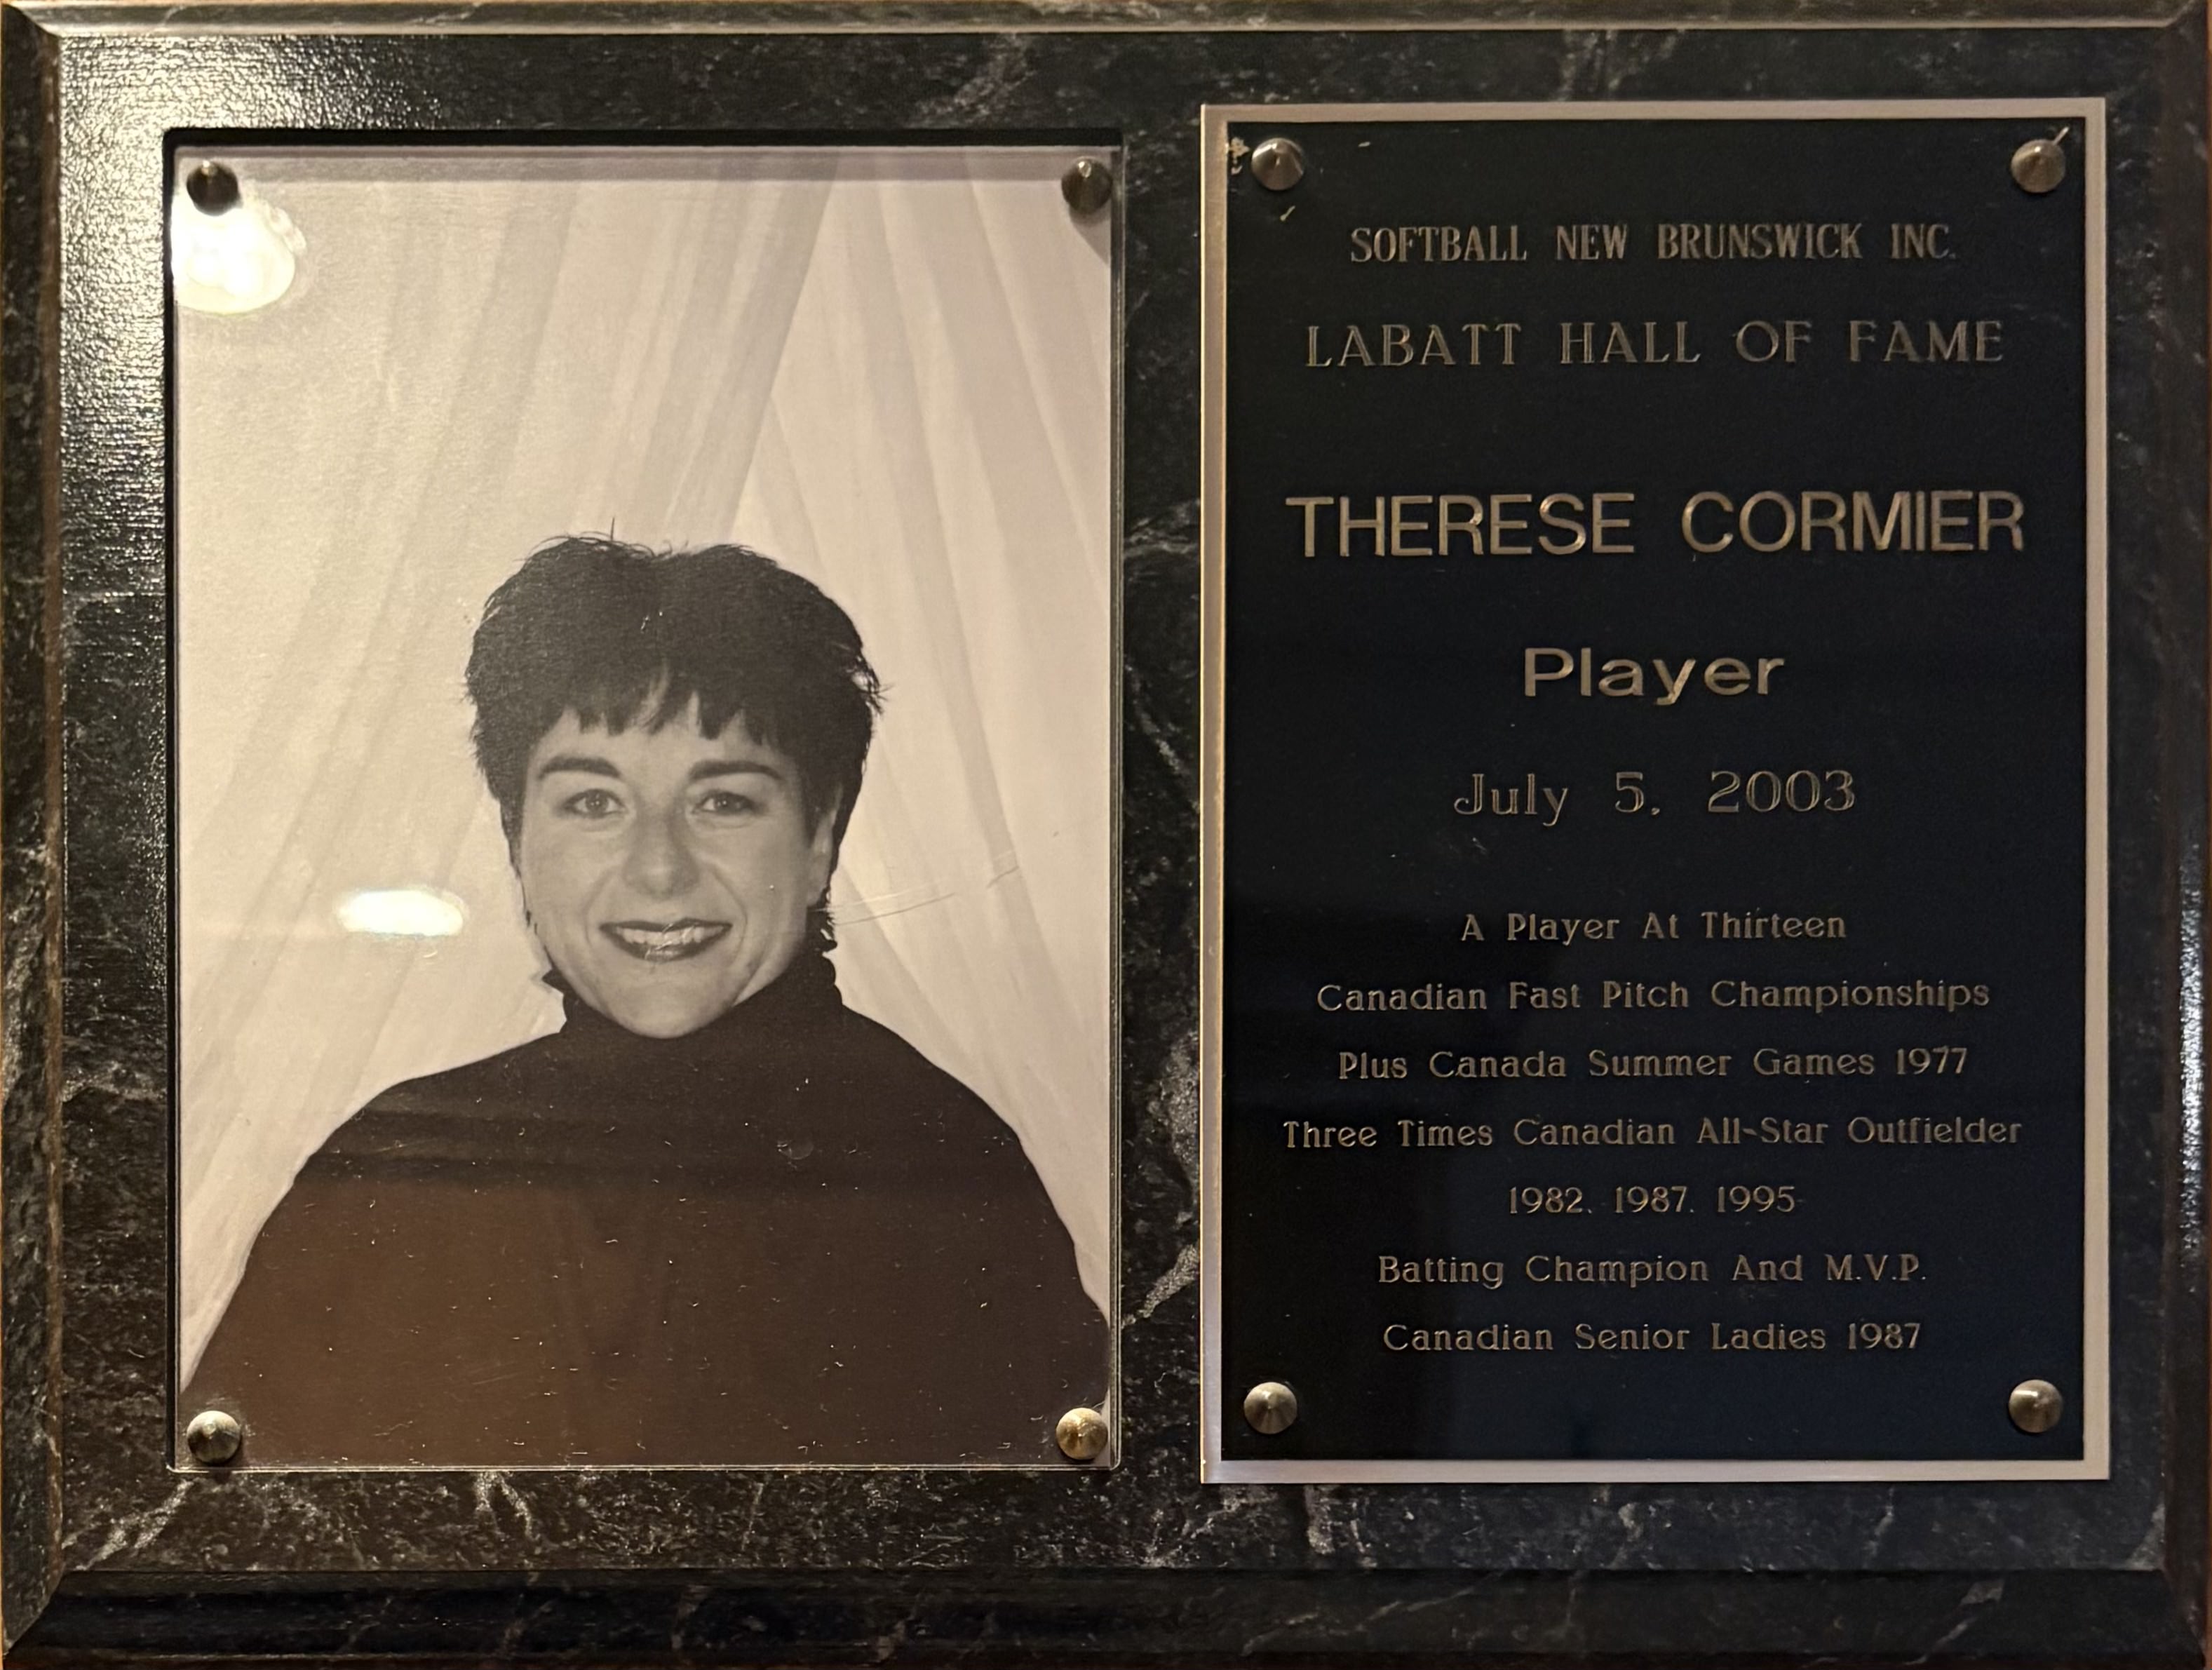 SOFTBALL NEW BRUNSWICK INC.
LABATT HALL OF FAME
THERESE CORMIER
Player
July 5, 2003
A Player At Thirteen
Canadian Fast Pitch Championships
Plus Canada Summer Games 1977
Three Times Canadian All-Star Outfielder
1982, 1987, 1995
Batting Champion And M.V.P.
Canadian Senior Ladies 1987